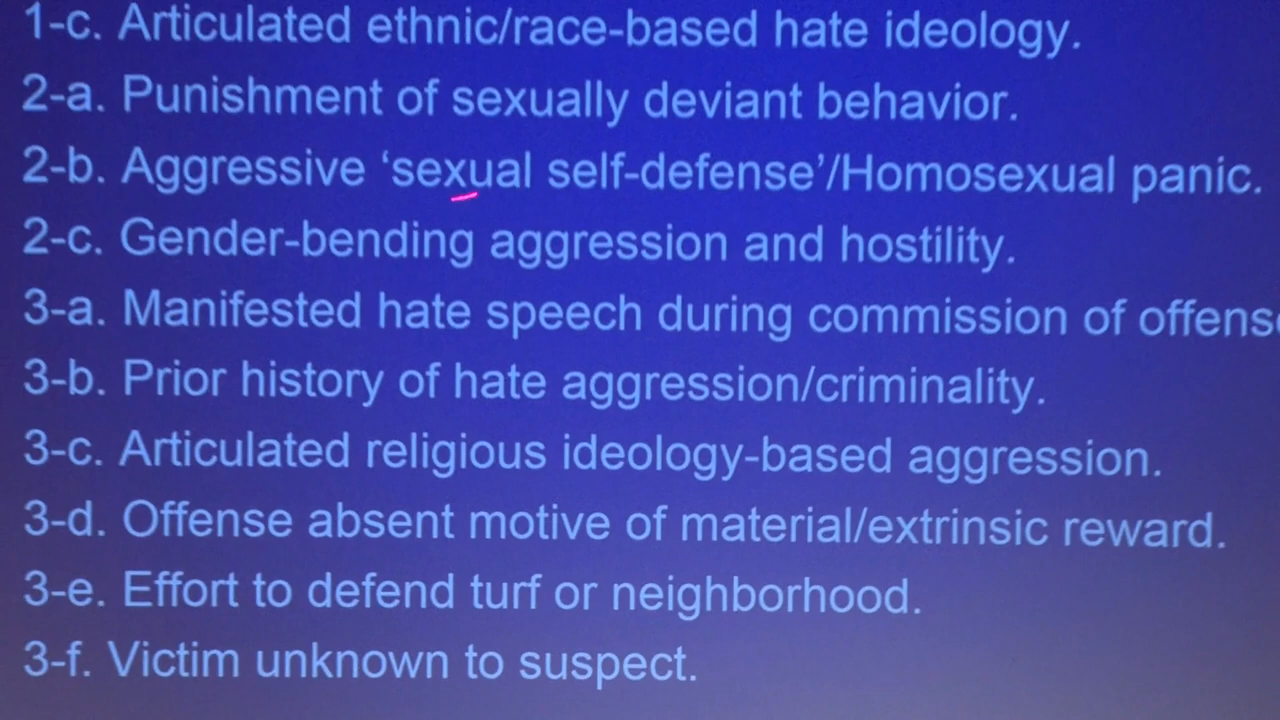 1-c. Articulated ethnic/race-based hate ideology.
2-a. Punishment of sexually deviant behavior.
2-b. Aggressive ‘sexual self-defense’/Homosexual panic.
2-c. Gender-bending aggression and hostility.
3-a. Manifested hate speech during commission of offens
3-b. Prior history of hate aggression/criminality.
3-c. Articulated religious ideology-based aggression.
3-d. Offense absent motive of material/extrinsic reward.
3-e. Effort to defend turf or neighborhood.
3-f. Victim unknown to suspect.